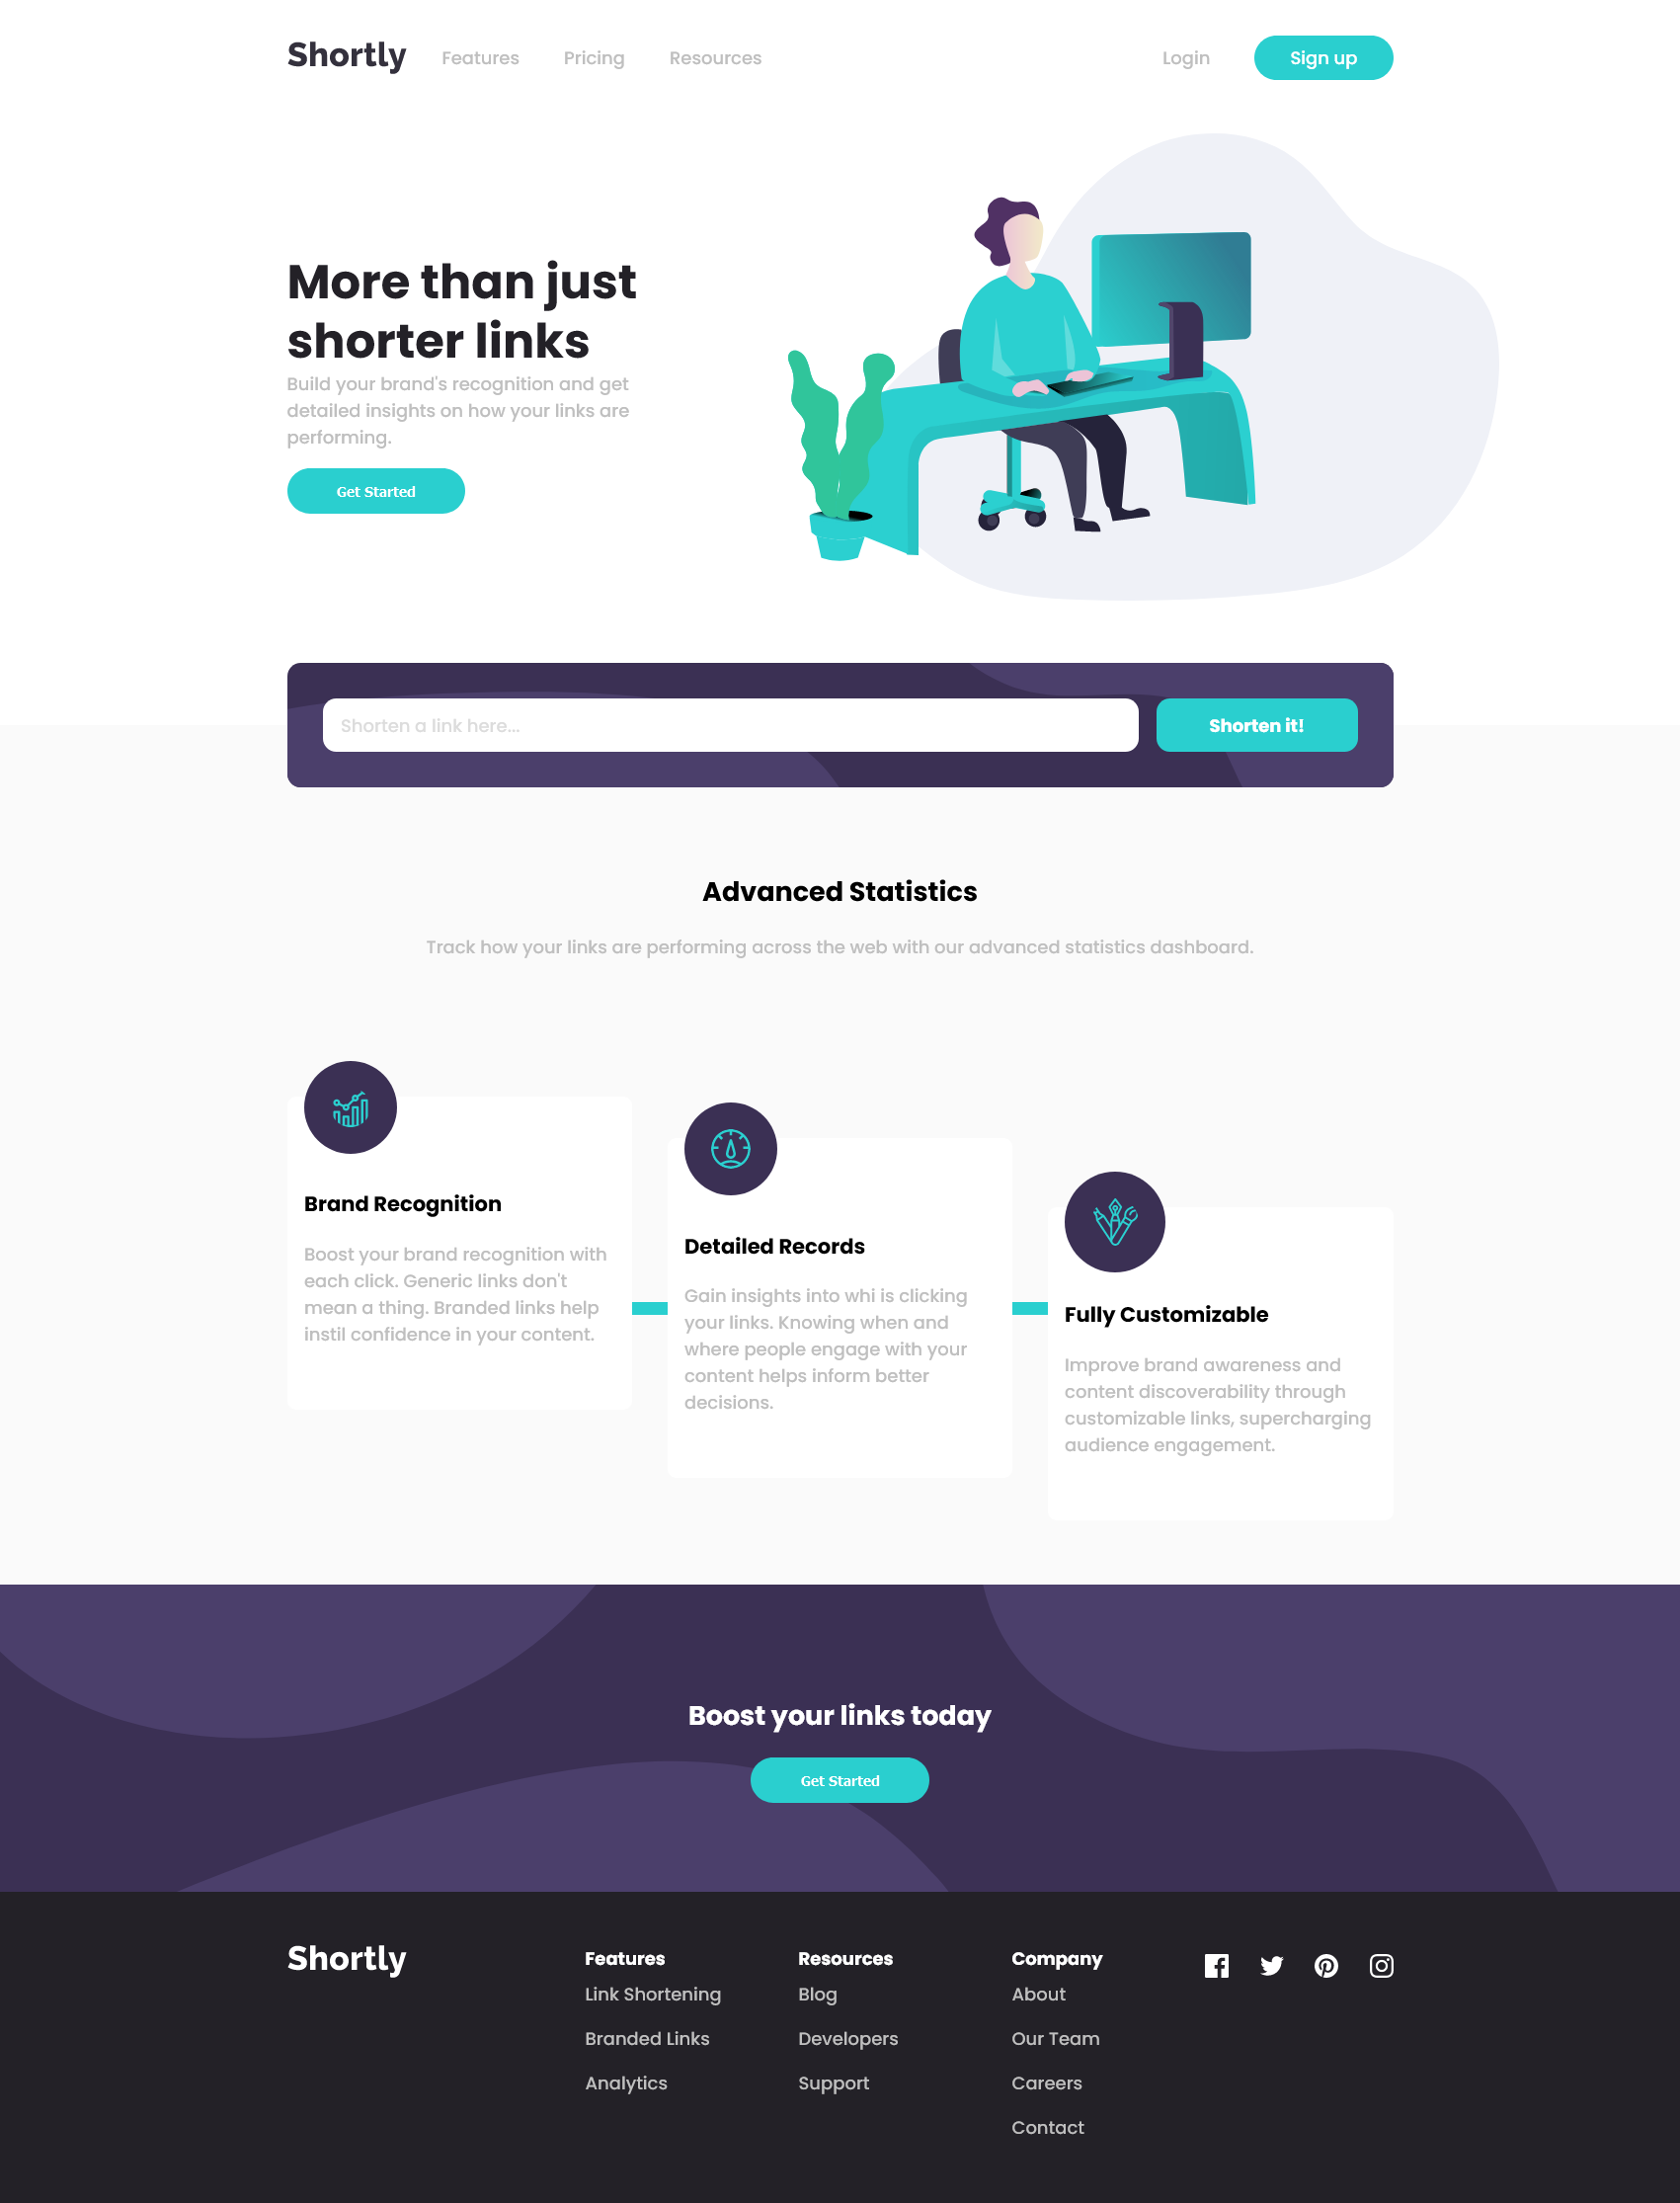 Shortly
Features
Pricing
Resources
Login
Sign up
More than just
shorter links
Build your brand's recognition and get
detailed insights on how your links are
performing.
Get Started
Shorten a link here...
Shorten it!
Advanced Statistics
Track how your links are performing across the web with our advanced statistics dashboard.
Brand Recognition
Boost your brand recognition with
each click. Generic links don't
mean a thing. Branded links help
instil confidence in your content.
Detailed Records
Gain insights into whi is clicking
your links. Knowing when and
where people engage with your
content helps inform better
decisions.
Fully Customizable
Improve brand awareness and
content discoverability through
customizable links, supercharging
audience engagement.
Boost your links today
Get Started
Shortly
Features
Link Shortening
Branded Links
Analytics
Resources
Blog
Developers
Support
Company
About
Our Team
Careers
Contact